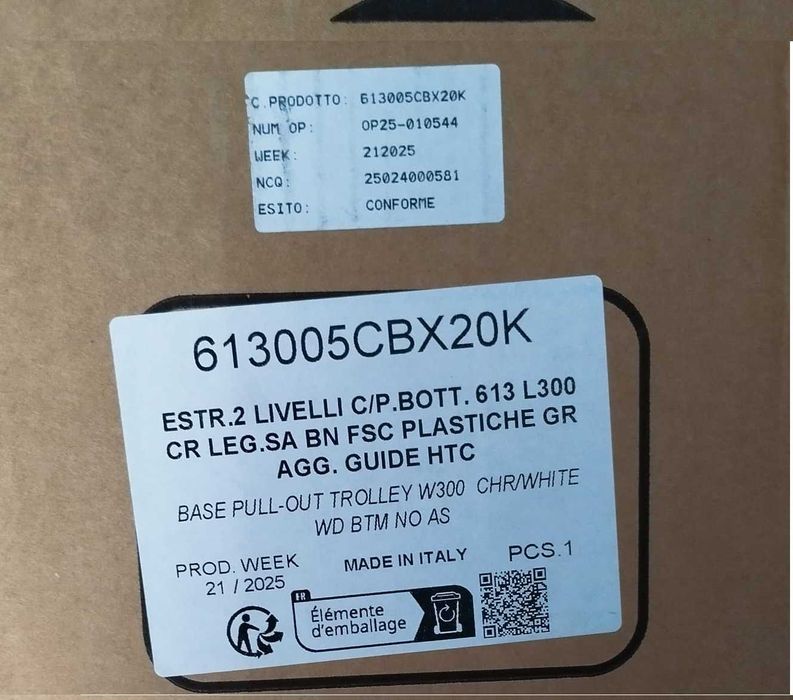 C.PRODOTTO: 613005CBX20K
NUM OP: OP25-010544
WEEK: 212025
NCQ: 25024000581
ESITO: CONFORME
613005CBX20K
ESTR.2 LIVELLI C/P.BOTT. 613 L300
CR LEG.SA BN FSC PLASTICHE GR
AGG. GUIDE HTC
BASE PULL-OUT TROLLEY W300 CHR/WHITE
WD BTM NO AS
PROD. WEEK
21 / 2025
MADE IN ITALY
PCS.1
FR
Élémente
d'emballage